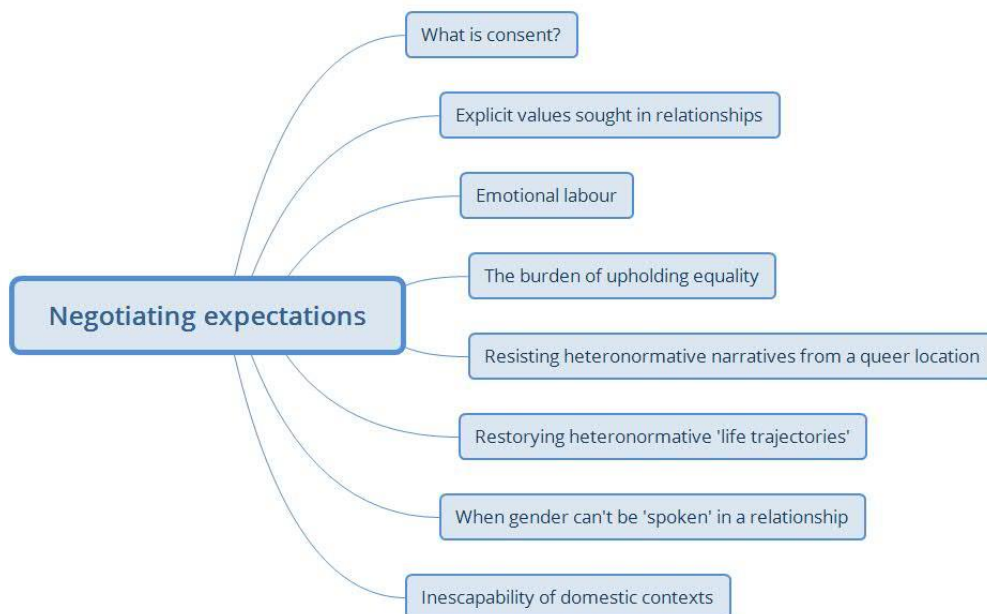 What is consent?
Explicit values sought in relationships
Emotional labour
The burden of upholding equality
Negotiating expectations
Resisting heteronormative narratives from a queer location
Restorying heteronormative 'life trajectories'
When gender can't be 'spoken' in a relationship
Inescapability of domestic contexts